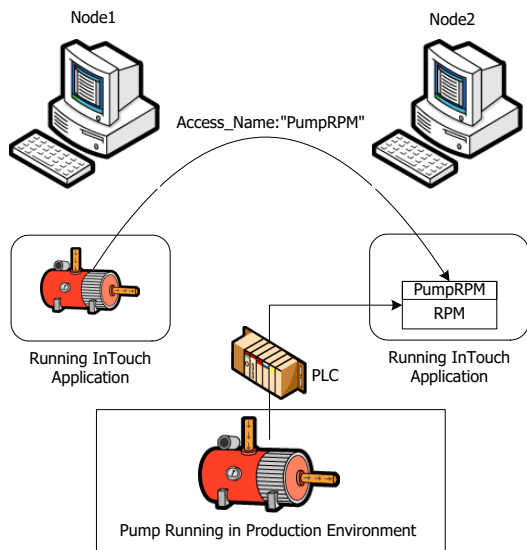 Node1
Node2
Access_Name:"PumpRPM"
PumpRPM
RPM
Running InTouch
Application
Running InTouch
Application
PLC
Pump Running in Production Environment